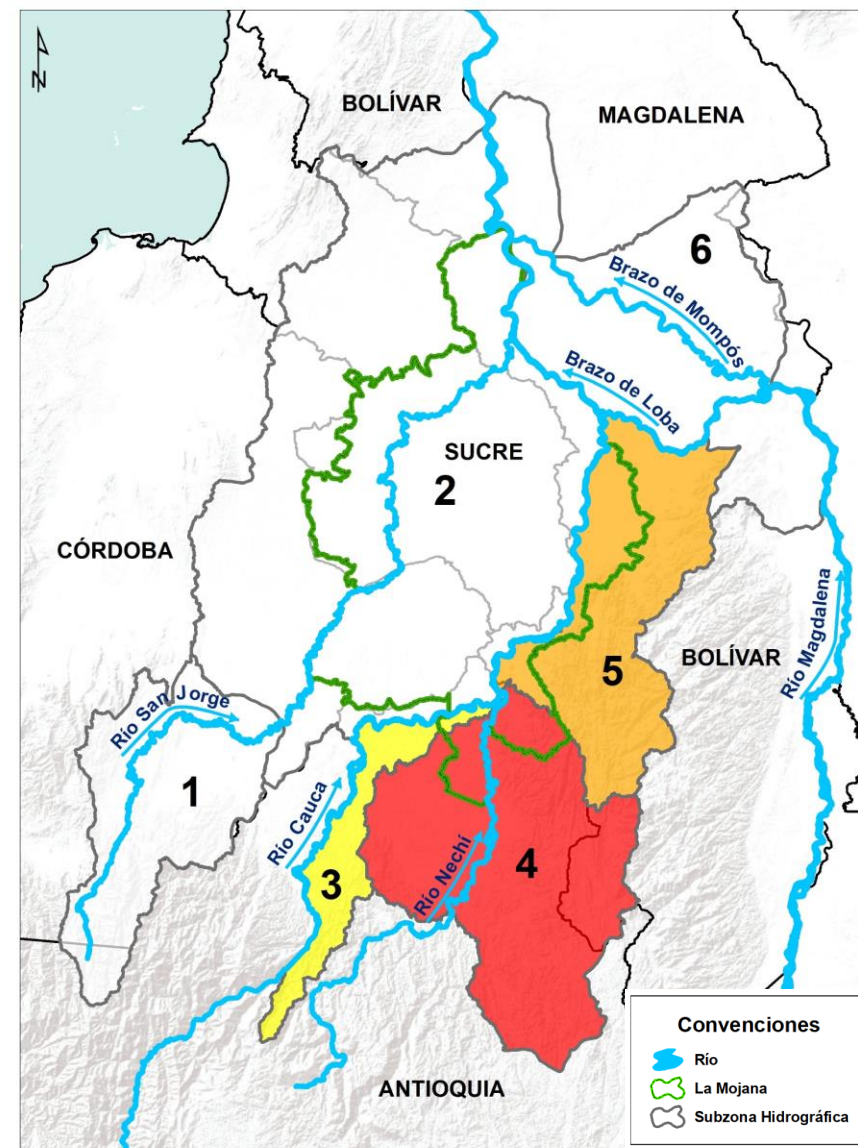 N
BOLÍVAR
MAGDALENA
6
Brazo de Mompós
Brazo de Loba
SUCRE
2
CÓRDOBA
Río Magdalena
5
BOLÍVAR
Río San Jorge
1
Río Cauca
3
Río Nechí
4
ANTIOQUIA
Convenciones
Río
La Mojana
Subzona Hidrográfica